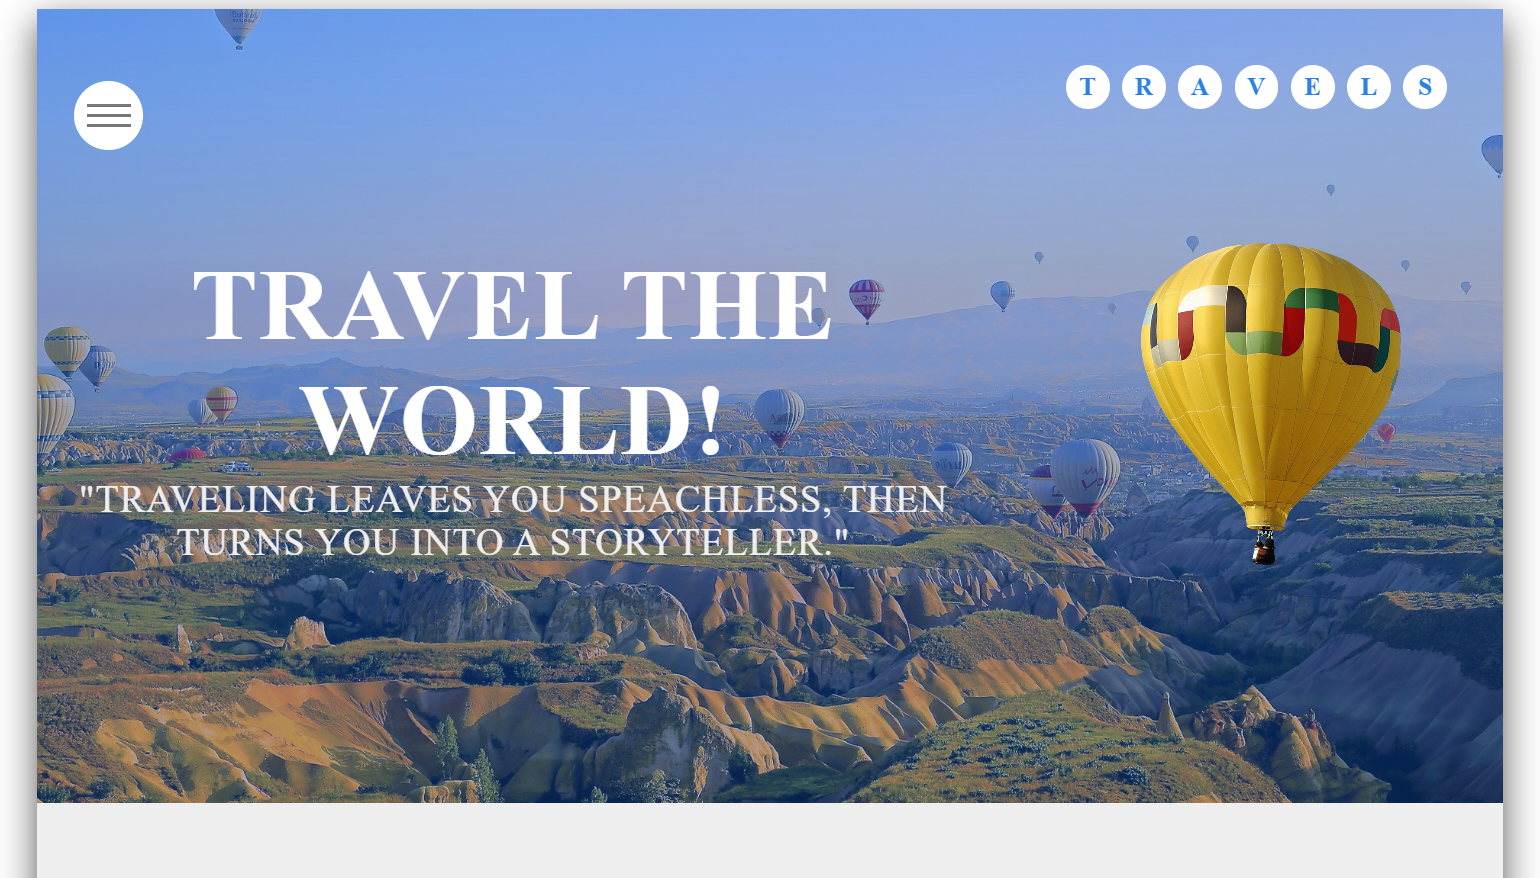 T R A V E L S
TRAVEL THE
WORLD!
"TRAVELING LEAVES YOU SPEACHLESS, THEN
TURNS YOU INTO A STORYTELLER."